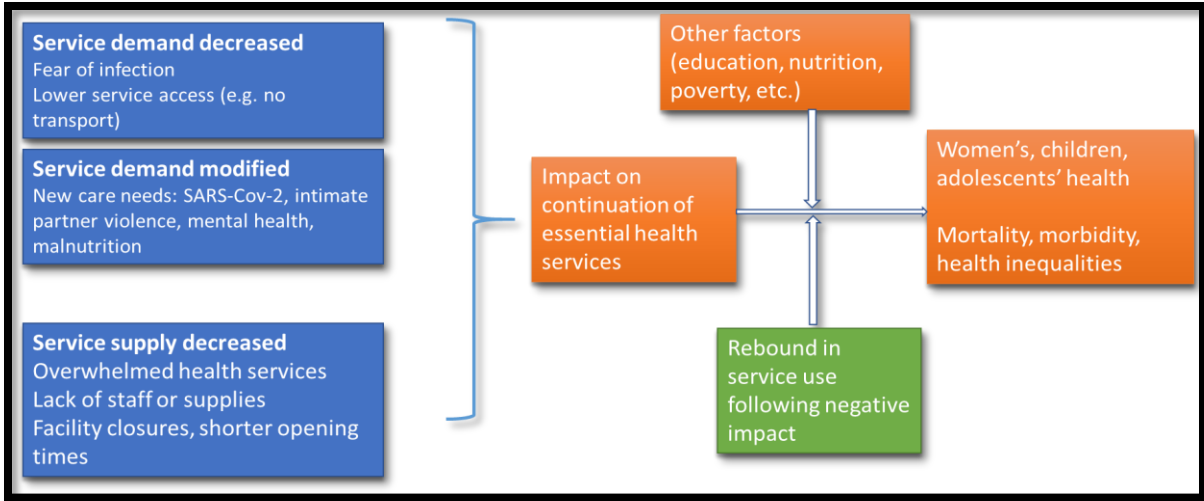 Service demand decreased
Fear of infection
Lower service access (e.g. no
transport)
Service demand modified
New care needs: SARS-Cov-2, intimate
partner violence, mental health,
malnutrition
Service supply decreased
Overwhelmed health services
Lack of staff or supplies
Facility closures, shorter opening
times
Impact on
continuation of
essential health
services
Other factors
(education, nutrition,
poverty, etc.)
Rebound in
service use
following negative
impact
Women's, children,
adolescents' health
Mortality, morbidity,
health inequalities